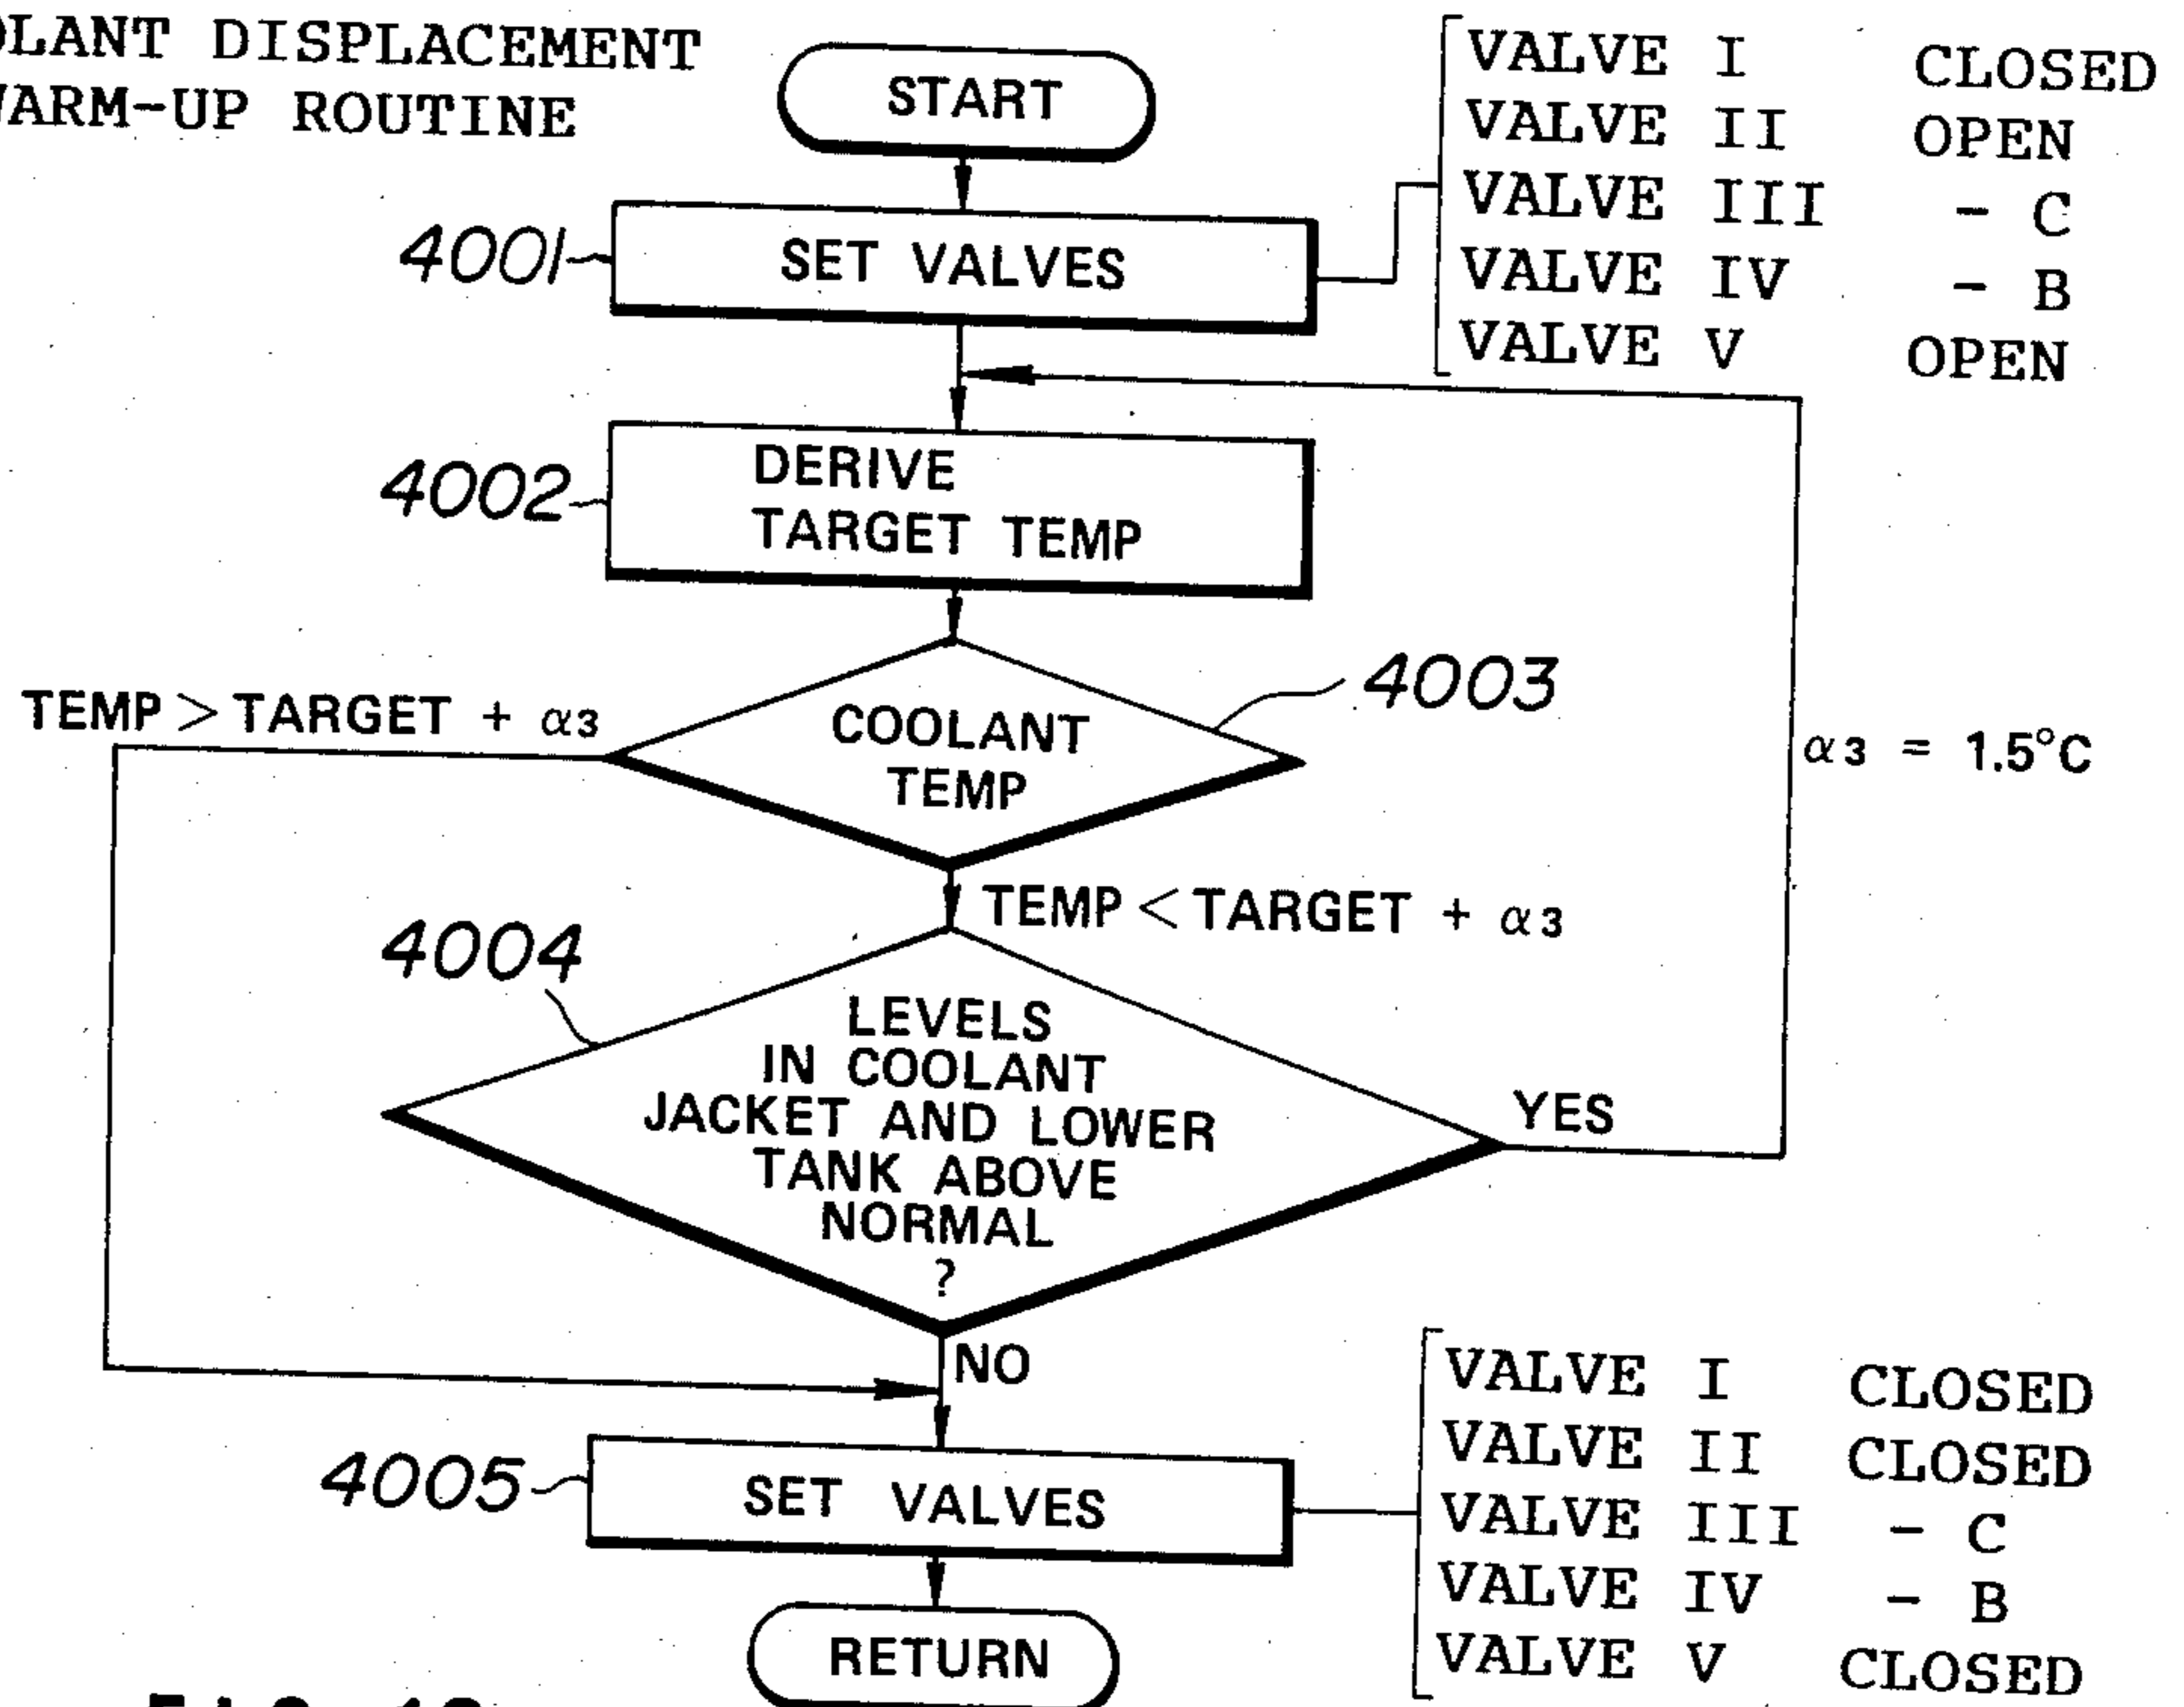 DISPLACEMENT
ROUTINE
START
VALVE I CLOSED
VALVE II OPEN
VALVE III - C
VALVE IV - B
VALVE V OPEN
4001
SET VALVES
4002
DERIVE
TARGET TEMP
4003
TEMP > TARGET + α3
COOLANT
TEMP
α3 = 1.5°C
TEMP < TARGET + α3
4004
LEVELS
IN COOLANT
JACKET AND LOWER
TANK ABOVE
NORMAL
?
YES
NO
4005
SET VALVES
VALVE I CLOSED
VALVE II CLOSED
VALVE III - C
VALVE IV - B
VALVE V CLOSED
RETURN